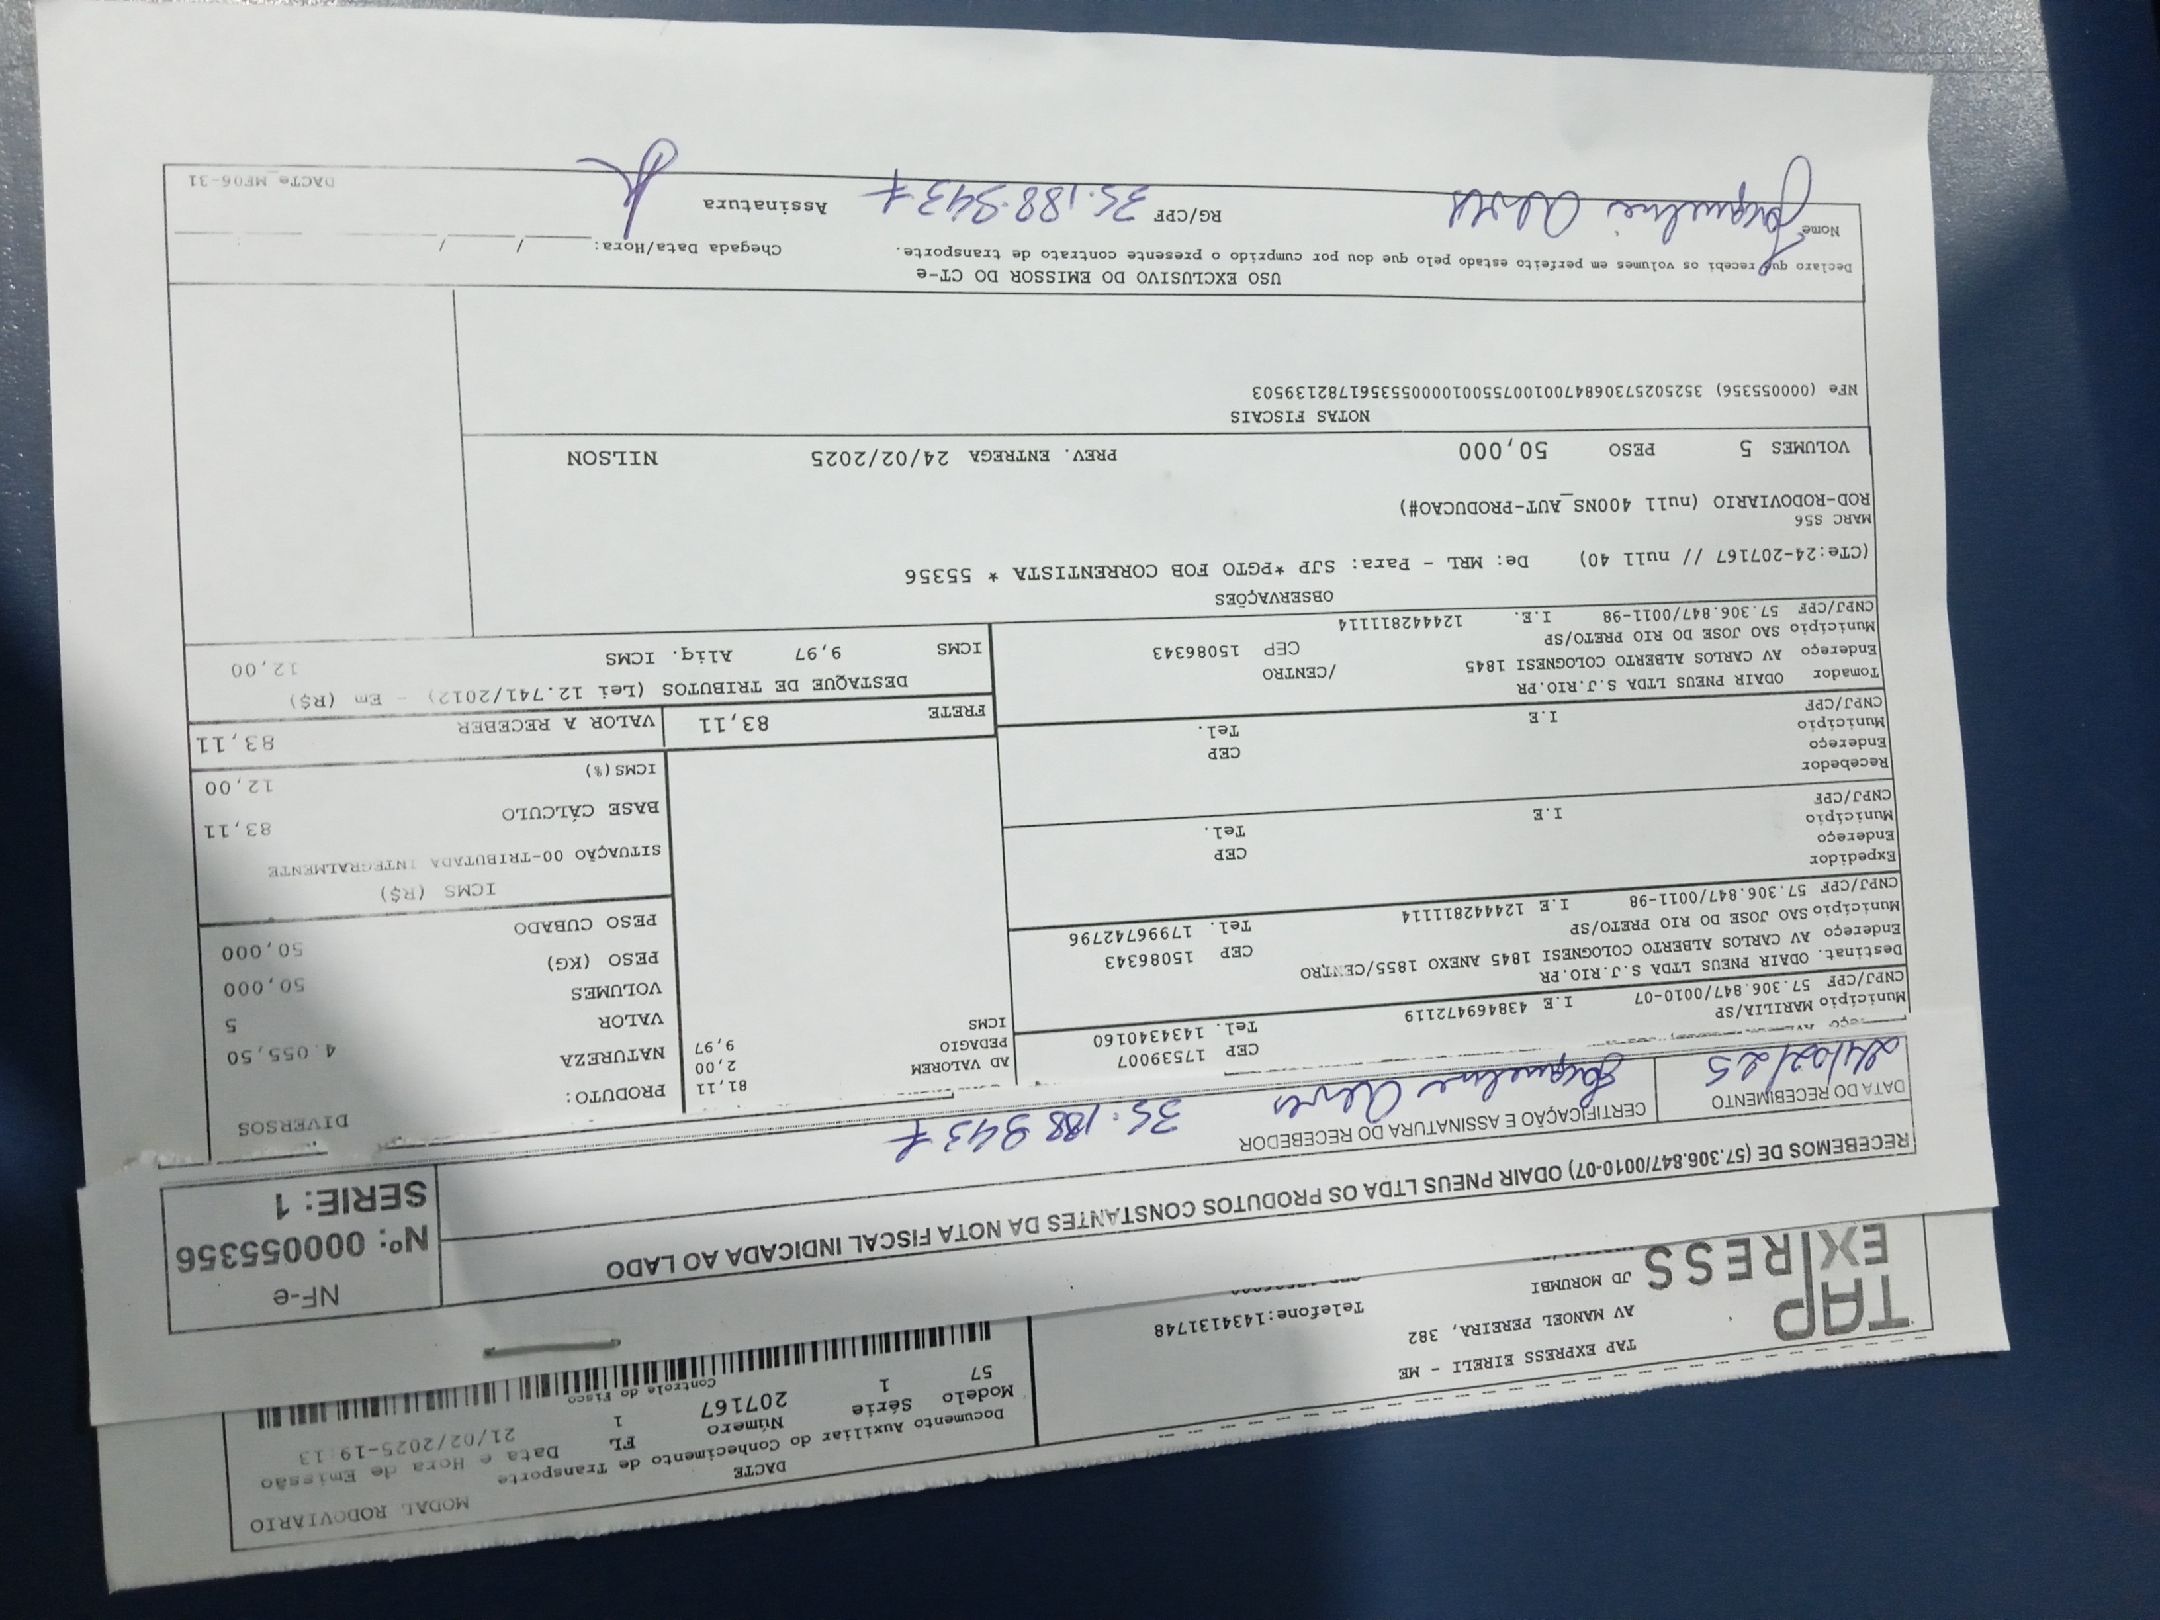 MODAL RODOVIARIO
DACTE
Documento Auxiliar do Conhecimento de Transporte
Modelo Série Número FL Data e Hora de Emissão
57 1 207167 1 21/02/2025-19:13
Controle do Fisco
TAP EXPRESS
TAP EXPRESS EIRELI - ME
AV MANOEL PEREIRA, 382
JD MORUMBI
Telefone:1434131748
NF-e
Nº: 000055356
SERIE: 1
RECEBEMOS DE (57.306.847/0010-07) ODAIR PNEUS LTDA OS PRODUTOS CONSTANTES DA NOTA FISCAL INDICADA AO LADO
DATA DO RECEBIMENTO
24/02/25
CERTIFICAÇÃO E ASSINATURA DO RECEBEDOR
Jaqueline Alves 35.188.943 7
CEP 17539007
Município MARILIA/SP Tel. 1434340160
CNPJ/CPF 57.306.847/0010-07 I.E 438469472119
Destinat. ODAIR PNEUS LTDA S.J.RIO.PR
Endereço AV CARLOS ALBERTO COLOGNESI 1845 ANEXO 1855/CENTRO
Município SAO JOSE DO RIO PRETO/SP CEP 15086343
CNPJ/CPF 57.306.847/0011-98 I.E 124442811114 Tel. 17996742796
Expedidor
Endereço CEP
Município Tel.
CNPJ/CPF I.E
Recebedor
Endereço CEP
Município Tel.
CNPJ/CPF I.E
Tomador ODAIR PNEUS LTDA S.J.RIO.PR
Endereço AV CARLOS ALBERTO COLOGNESI 1845 /CENTRO
Município SAO JOSE DO RIO PRETO/SP CEP 15086343
CNPJ/CPF 57.306.847/0011-98 I.E. 124442811114
81,11
AD VALOREM 2,00
PEDAGIO 9,97
ICMS
PRODUTO: DIVERSOS
NATUREZA
VALOR 4.055,50
VOLUMES 5
PESO (KG) 50,000
PESO CUBADO 50,000
ICMS (R$)
SITUAÇÃO 00-TRIBUTADA INTEGRALMENTE
BASE CÁLCULO 83,11
ICMS(%) 12,00
FRETE 83,11 VALOR A RECEBER 83,11
DESTAQUE DE TRIBUTOS (Lei 12.741/2012) - Em (R$)
ICMS 9,97 Aliq. ICMS 12,00
OBSERVAÇÕES
(CTe:24-207167 // null 40) De: MRL - Para: SJP *PGTO FOB CORRENTISTA * 55356
MARC S56
ROD-RODOVIARIO (null 400NS_AUT-PRODUCAO#)
VOLUMES 5 PESO 50,000 PREV. ENTREGA 24/02/2025 NILSON
NOTAS FISCAIS
NFe (000055356) 35250257306847001007550010000553561782139503
USO EXCLUSIVO DO EMISSOR DO CT-e
Declaro que recebi os volumes em perfeito estado pelo que dou por cumprido o presente contrato de transporte. Chegada Data/Hora: / /
Nome Jaqueline Alves RG/CPF 35.188.943 7 Assinatura
DACTe_MF06-31